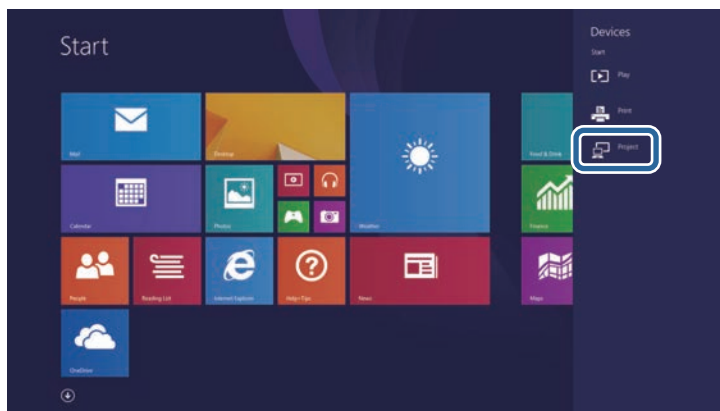 Start
Devices
Start
Play
Print
Project
Mail
Desktop
Weather
Food & Drink
Calendar
Photos
Finance
People
Reading List
Internet Explorer
Help+Tips
News
Maps
OneDrive